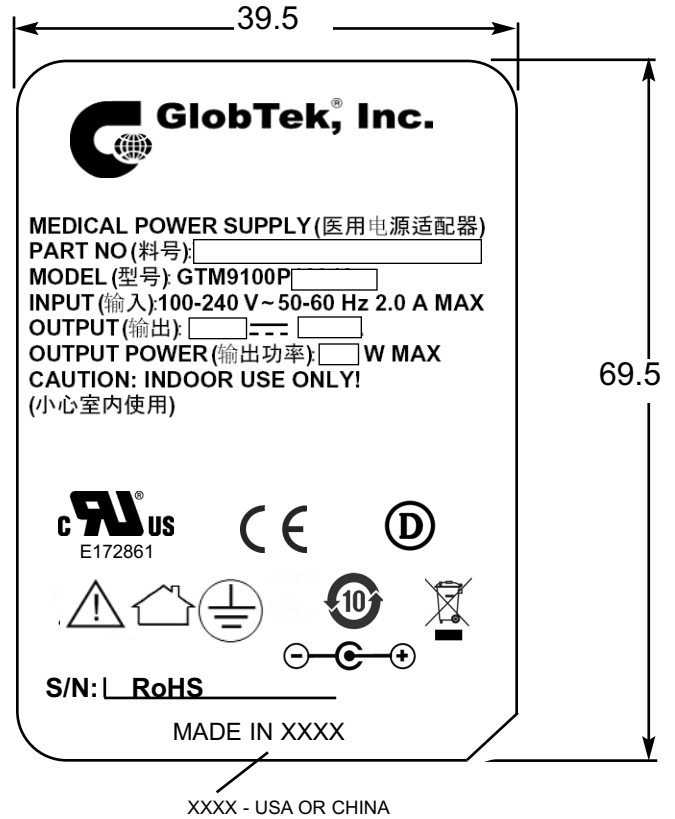 39.5
GlobTek®, Inc.
MEDICAL POWER SUPPLY(医用电源适配器)
PART NO(料号):
MODEL(型号): GTM9100P
INPUT(输入):100-240 V~50-60 Hz 2.0 A MAX
OUTPUT(输出):
OUTPUT POWER(输出功率): W MAX
CAUTION: INDOOR USE ONLY!
(小心室内使用)
69.5
C RU® US CE D
E172861
10
S/N: RoHS
MADE IN XXXX
XXXX - USA OR CHINA